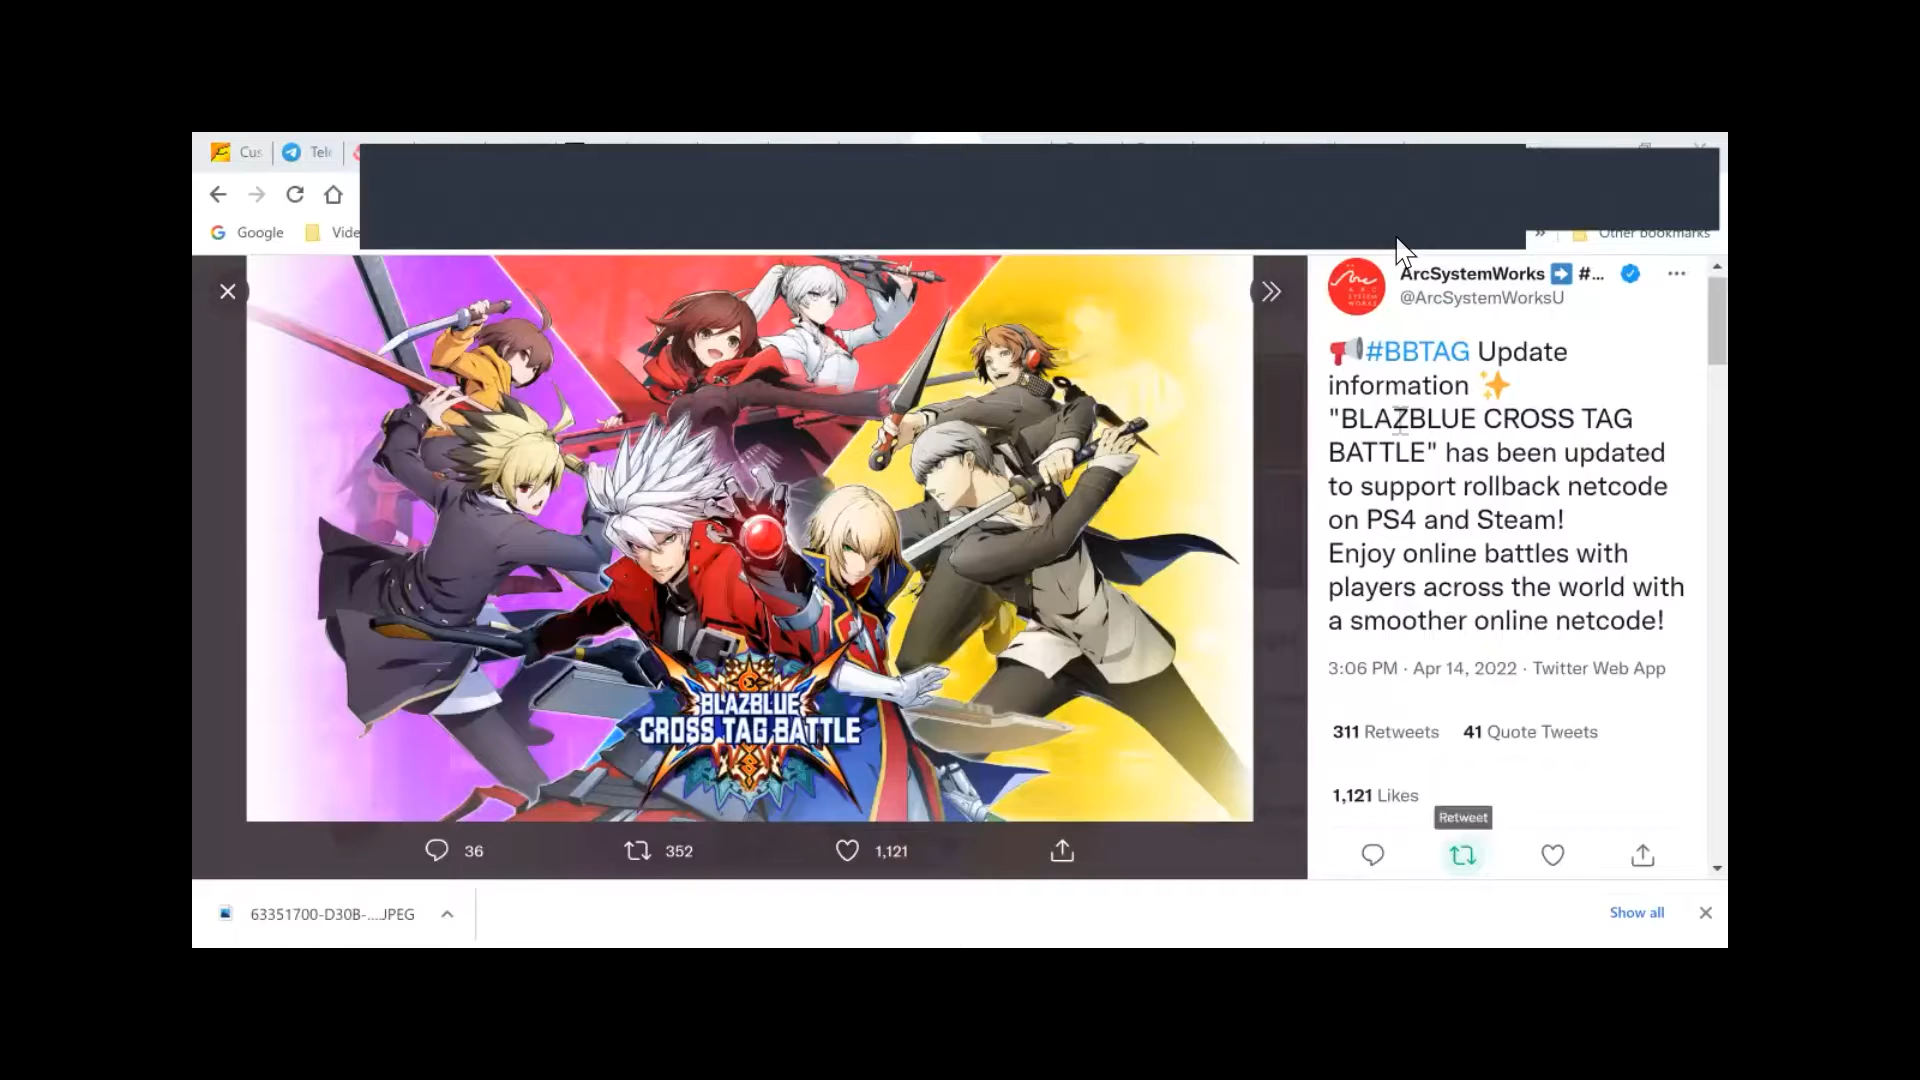 Cus
Tele
Google
Vide
Other bookmarks
ArcSystemWorks ➡️ #...
@ArcSystemWorksU
📢#BBTAG Update
information ✨
"BLAZBLUE CROSS TAG
BATTLE" has been updated
to support rollback netcode
on PS4 and Steam!
Enjoy online battles with
players across the world with
a smoother online netcode!
3:06 PM · Apr 14, 2022 · Twitter Web App
311 Retweets 41 Quote Tweets
1,121 Likes
Retweet
BLAZBLUE
CROSS TAG BATTLE
36
352
1,121
63351700-D30B-....JPEG
Show all